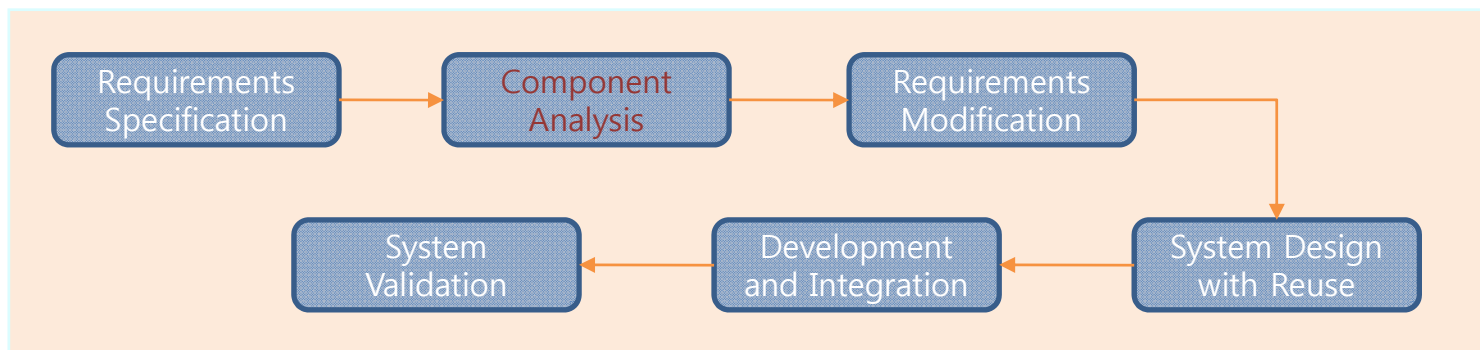 Requirements
Specification
Component
Analysis
Requirements
Modification
System Design
with Reuse
Development
and Integration
System
Validation